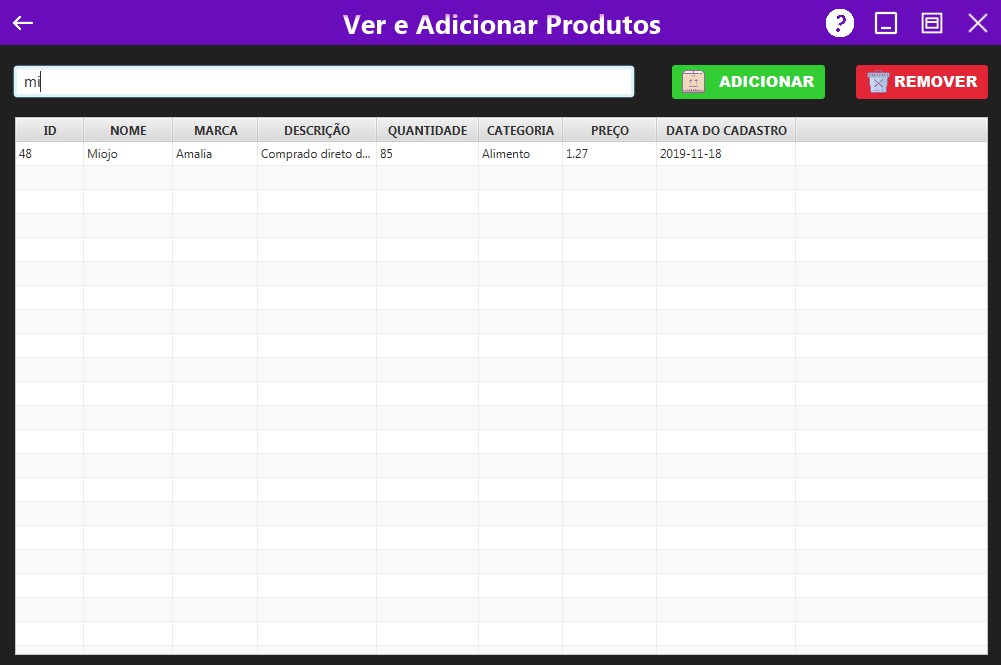 Ver e Adicionar Produtos ?
mi ADICIONAR REMOVER
ID NOME MARCA DESCRIÇÃO QUANTIDADE CATEGORIA PREÇO DATA DO CADASTRO
48 Miojo Amalia Comprado direto d... 85 Alimento 1.27 2019-11-18